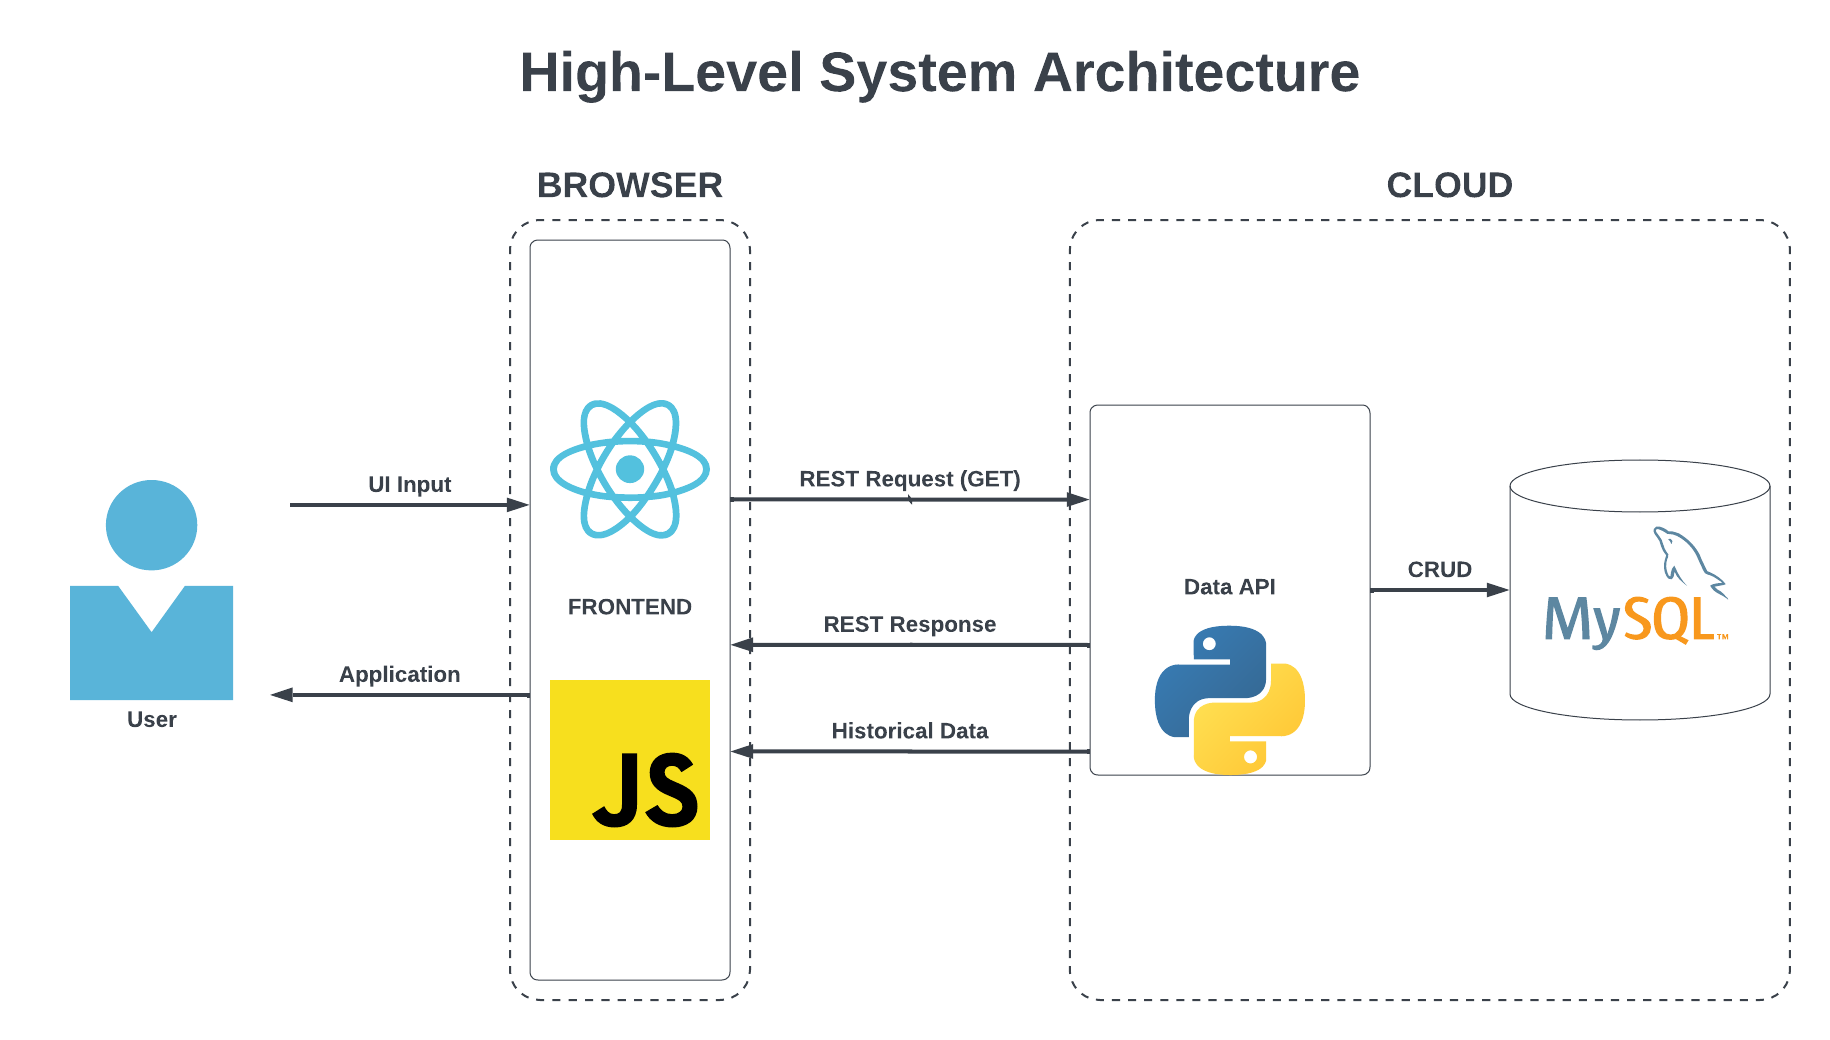 High-Level System Architecture
BROWSER
CLOUD
UI Input
REST Request (GET)
Data API
CRUD
MySQL™
FRONTEND
REST Response
Application
User
Historical Data
JS